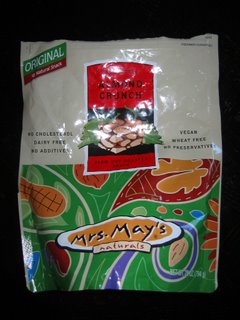 ORIGINAL
All Natural Snack
ALMOND
CRUNCH
NO CHOLESTEROL
DAIRY FREE
NO ADDITIVES
VEGAN
WHEAT FREE
NO PRESERVATIVES
Mrs. May's
naturals